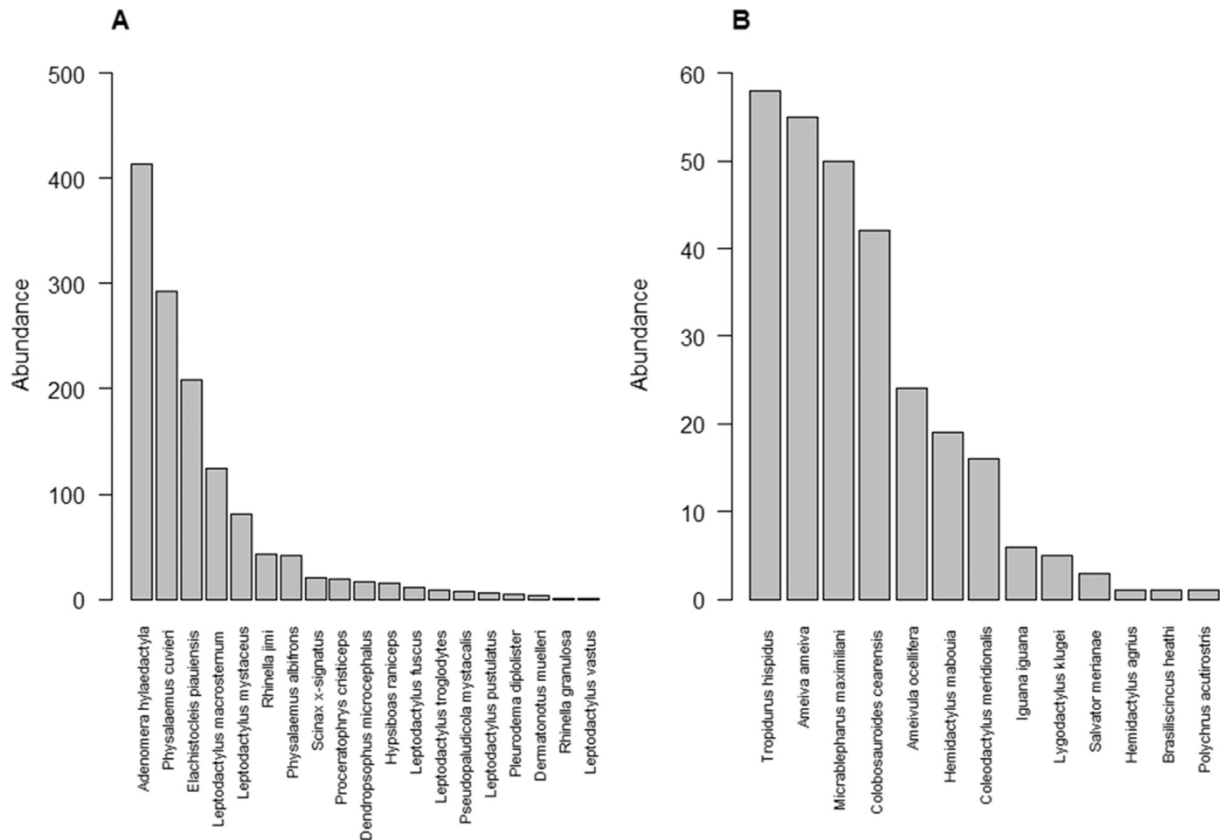 A
Abundance
500
400
300
200
100
0
Adenomera hylaedactyla
Physalaemus cuvieri
Elachistocleis piauiensis
Leptodactylus macrosternum
Leptodactylus mystaceus
Rhinella jimi
Physalaemus albifrons
Scinax x-signatus
Proceratophrys cristiceps
Dendropsophus microcephalus
Hypsiboas raniceps
Leptodactylus fuscus
Leptodactylus troglodytes
Pseudopaludicola mystacalis
Leptodactylus pustulatus
Pleurodema diplolister
Dermatonotus muelleri
Rhinella granulosa
Leptodactylus vastus
B
Abundance
60
50
40
30
20
10
0
Tropidurus hispidus
Ameiva ameiva
Micrablepharus maximiliani
Colobosauroides cearensis
Ameivula ocellifera
Hemidactylus mabouia
Coleodactylus meridionalis
Iguana iguana
Lygodactylus klugei
Salvator merianae
Hemidactylus agrius
Brasiliscincus heathi
Polychrus acutirostris